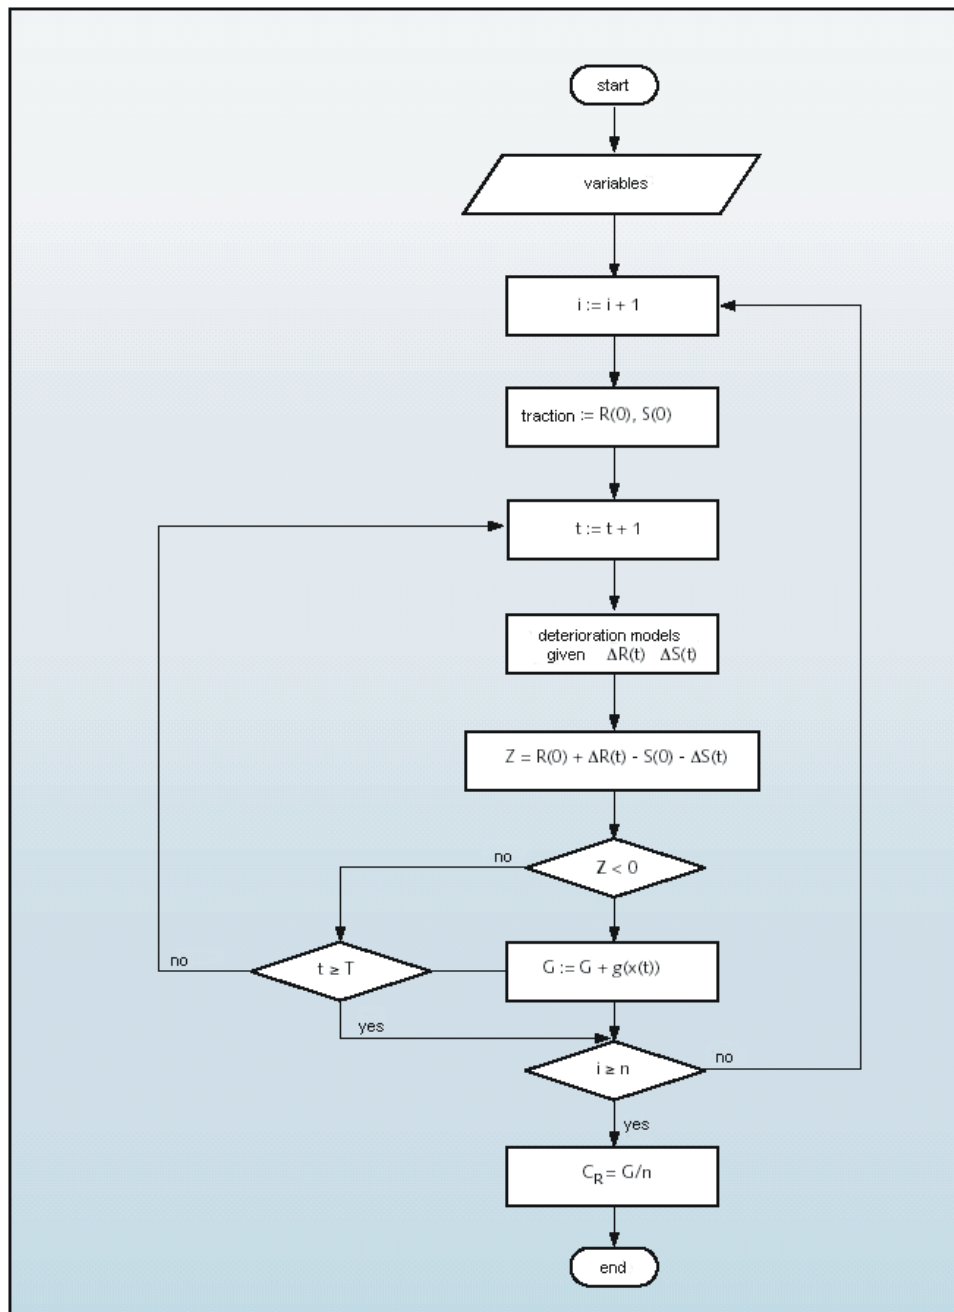 start
variables
i := i + 1
traction := R(0), S(0)
t := t + 1
deterioration models
given ΔR(t) ΔS(t)
Z = R(0) + ΔR(t) - S(0) - ΔS(t)
no
Z < 0
no
t ≥ T
G := G + g(x(t))
yes
i ≥ n
no
yes
C_R = G/n
end